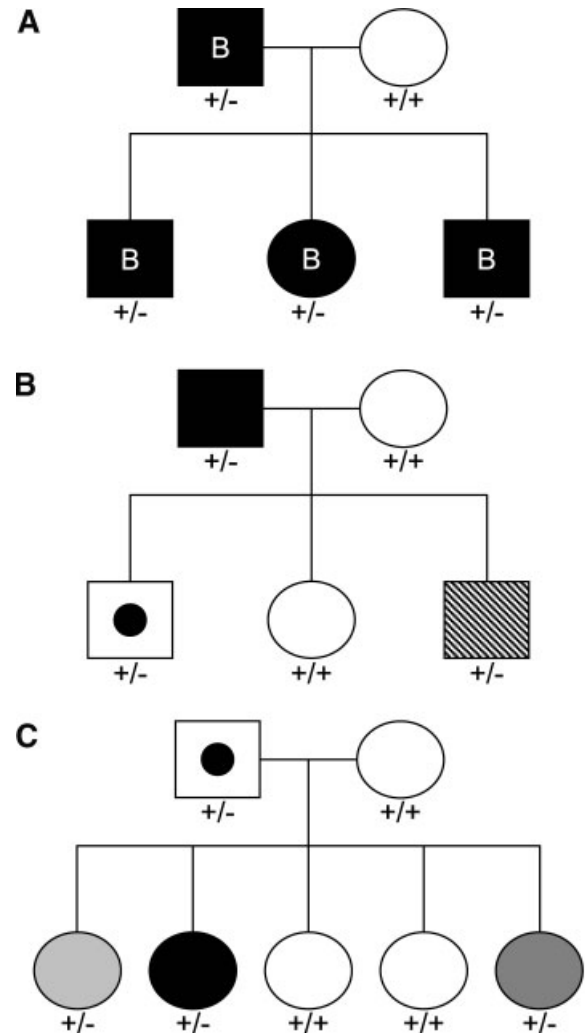 A
B
+/- +/+
B B B
+/- +/- +/-
B
+/- +/+
+/- +/+ +/-
C
+/- +/+
+/- +/- +/+ +/+ +/-